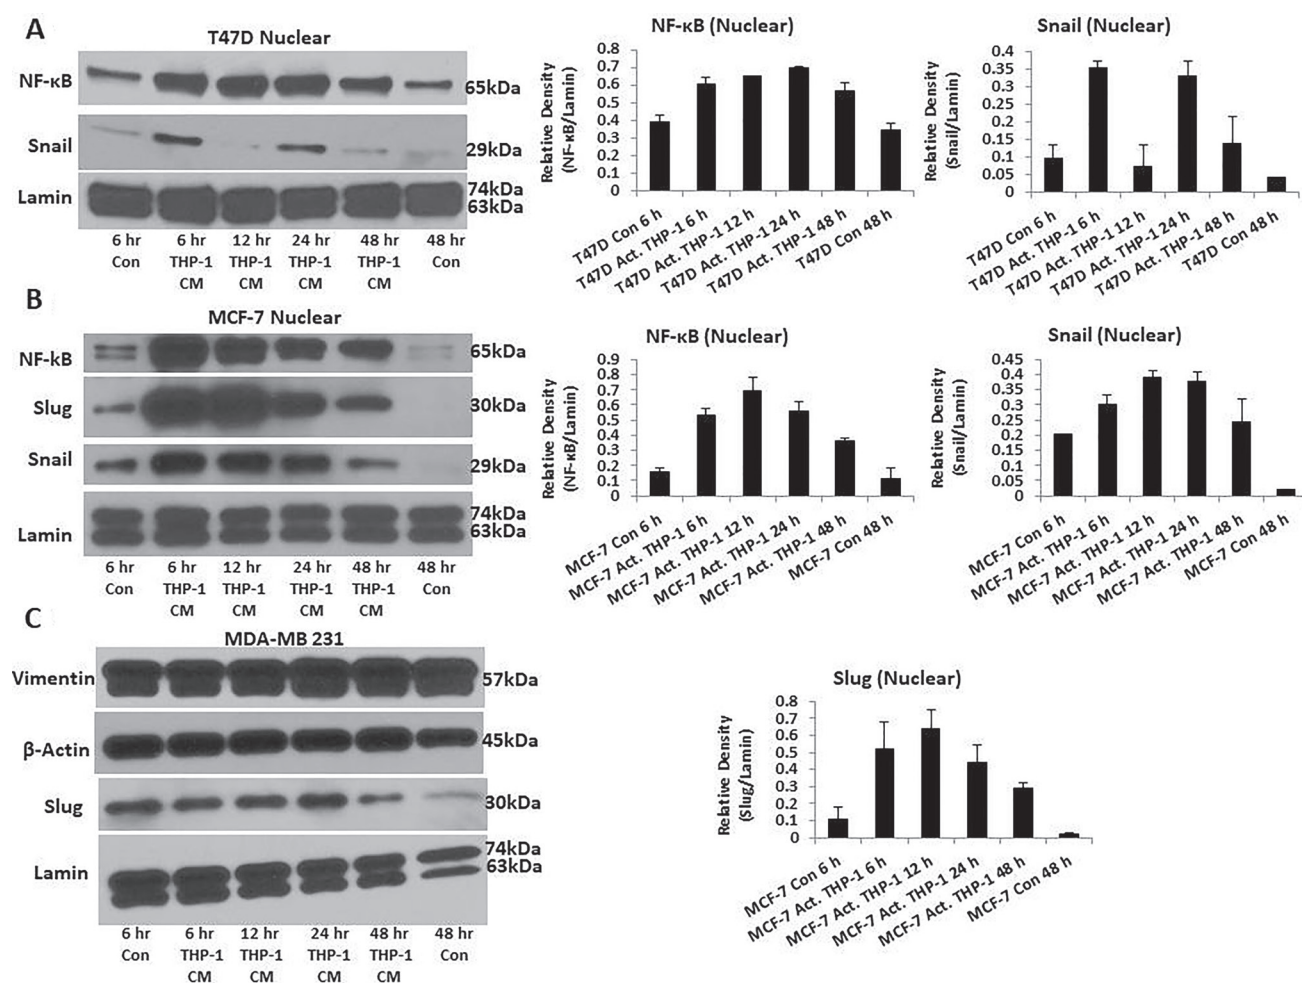 A
T47D Nuclear
NF-κB
65kDa
Snail
29kDa
Lamin
74kDa
63kDa
6 hr 6 hr 12 hr 24 hr 48 hr 48 hr
Con THP-1 THP-1 THP-1 THP-1 Con
CM CM CM CM
NF-κB (Nuclear)
Relative Density
(NF-κB/Lamin)
0.8
0.7
0.6
0.5
0.4
0.3
0.2
0.1
0
T47D Con 6 h
T47D Act. THP-1 6 h
T47D Act. THP-1 12 h
T47D Act. THP-1 24 h
T47D Act. THP-1 48 h
T47D Con 48 h
Snail (Nuclear)
Relative Density
(Snail/Lamin)
0.4
0.35
0.3
0.25
0.2
0.15
0.1
0.05
0
T47D Con 6 h
T47D Act. THP-1 6 h
T47D Act. THP-1 12 h
T47D Act. THP-1 24 h
T47D Act. THP-1 48 h
T47D Con 48 h
B
MCF-7 Nuclear
NF-kB
65kDa
Slug
30kDa
Snail
29kDa
Lamin
74kDa
63kDa
6 hr 6 hr 12 hr 24 hr 48 hr 48 hr
Con THP-1 THP-1 THP-1 THP-1 Con
CM CM CM CM
NF-κB (Nuclear)
Relative Density
(NF-κB/Lamin)
0.9
0.8
0.7
0.6
0.5
0.4
0.3
0.2
0.1
0
MCF-7 Con 6 h
MCF-7 Act. THP-1 6 h
MCF-7 Act. THP-1 12 h
MCF-7 Act. THP-1 24 h
MCF-7 Act. THP-1 48 h
MCF-7 Con 48 h
Snail (Nuclear)
Relative Density
(Snail/Lamin)
0.45
0.4
0.35
0.3
0.25
0.2
0.15
0.1
0.05
0
MCF-7 Con 6 h
MCF-7 Act. THP-1 6 h
MCF-7 Act. THP-1 12 h
MCF-7 Act. THP-1 24 h
MCF-7 Act. THP-1 48 h
MCF-7 Con 48 h
C
MDA-MB 231
Vimentin
57kDa
β-Actin
45kDa
Slug
30kDa
Lamin
74kDa
63kDa
6 hr 6 hr 12 hr 24 hr 48 hr 48 hr
Con THP-1 THP-1 THP-1 THP-1 Con
CM CM CM CM
Slug (Nuclear)
Relative Density
(Slug/Lamin)
0.8
0.7
0.6
0.5
0.4
0.3
0.2
0.1
0
MCF-7 Con 6 h
MCF-7 Act. THP-1 6 h
MCF-7 Act. THP-1 12 h
MCF-7 Act. THP-1 24 h
MCF-7 Act. THP-1 48 h
MCF-7 Con 48 h